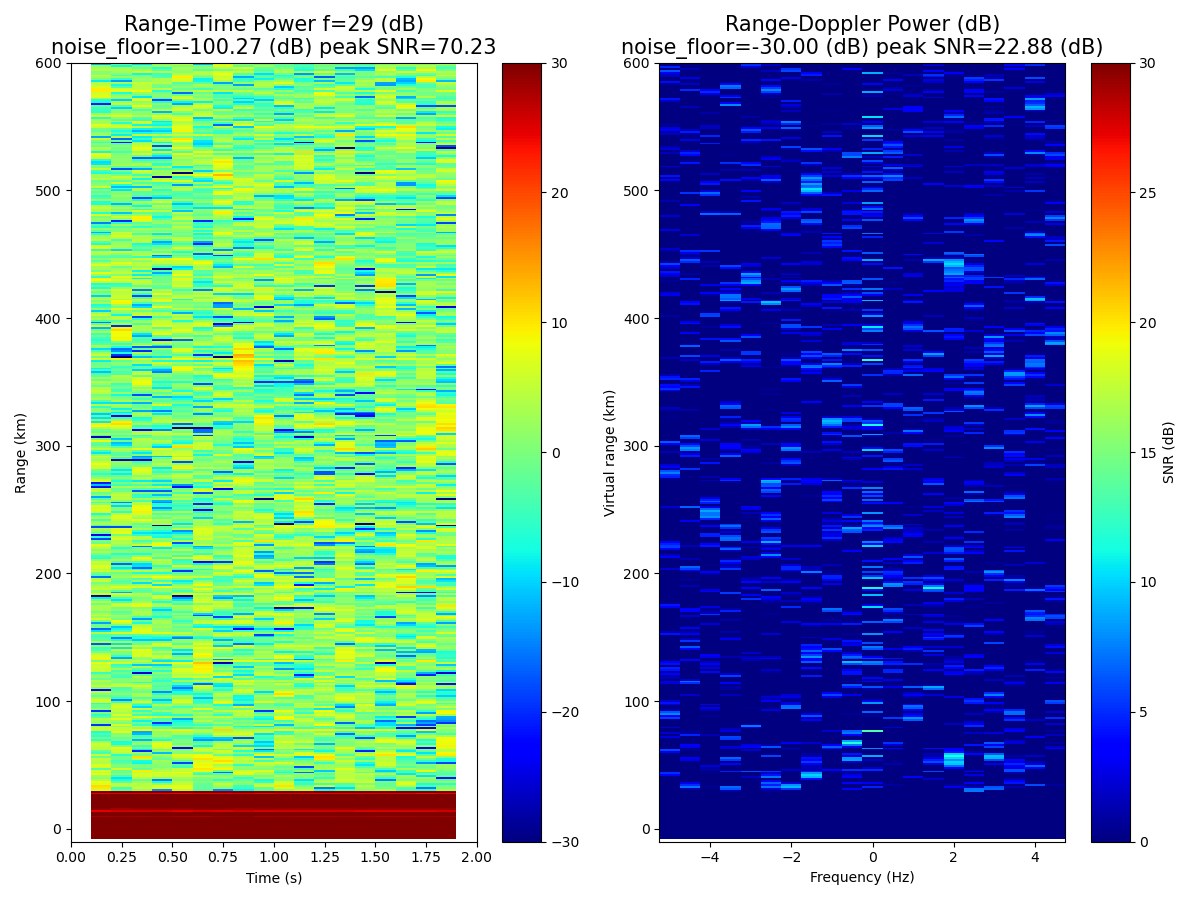 Range-Time Power f=29 (dB)
noise_floor=-100.27 (dB) peak SNR=70.23
600
500
400
300
200
100
0
Range (km)
0.00 0.25 0.50 0.75 1.00 1.25 1.50 1.75 2.00
Time (s)
30
20
10
0
−10
−20
−30
Range-Doppler Power (dB)
noise_floor=-30.00 (dB) peak SNR=22.88 (dB)
600
500
400
300
200
100
0
Virtual range (km)
−4 −2 0 2 4
Frequency (Hz)
30
25
20
15
10
5
0
SNR (dB)